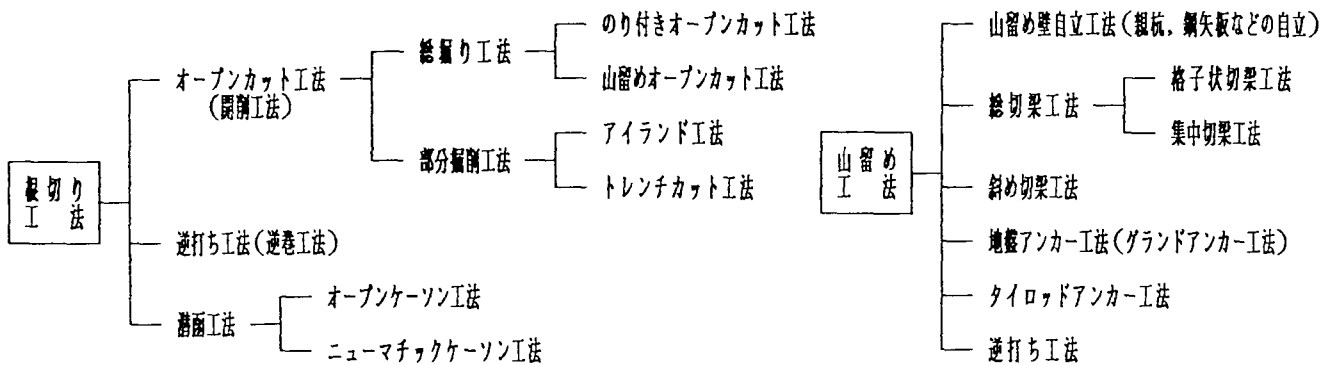 根切り
工法
オープンカット工法
(開削工法)
総掘り工法
のり付きオープンカット工法
山留めオープンカット工法
部分掘削工法
アイランド工法
トレンチカット工法
逆打ち工法(逆巻工法)
潜函工法
オープンケーソン工法
ニューマチックケーソン工法
山留め
工法
山留め壁自立工法(親杭,鋼矢板などの自立)
総切梁工法
格子状切梁工法
集中切梁工法
斜め切梁工法
地盤アンカー工法(グランドアンカー工法)
タイロッドアンカー工法
逆打ち工法